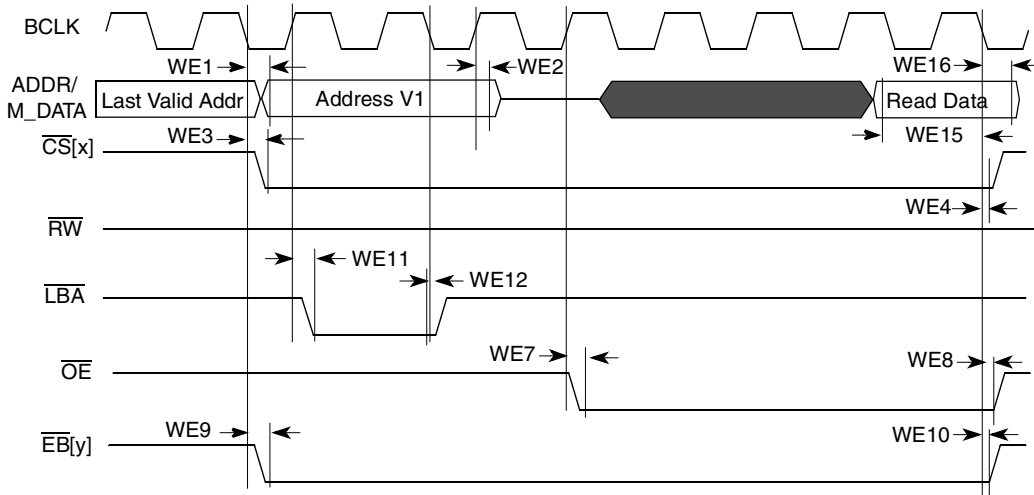 BCLK
WE1
WE2
WE16
ADDR/
M_DATA
Last Valid Addr
Address V1
Read Data
WE3
WE15
CS[x]
WE4
RW
WE11
WE12
LBA
WE7
WE8
OE
WE9
WE10
EB[y]